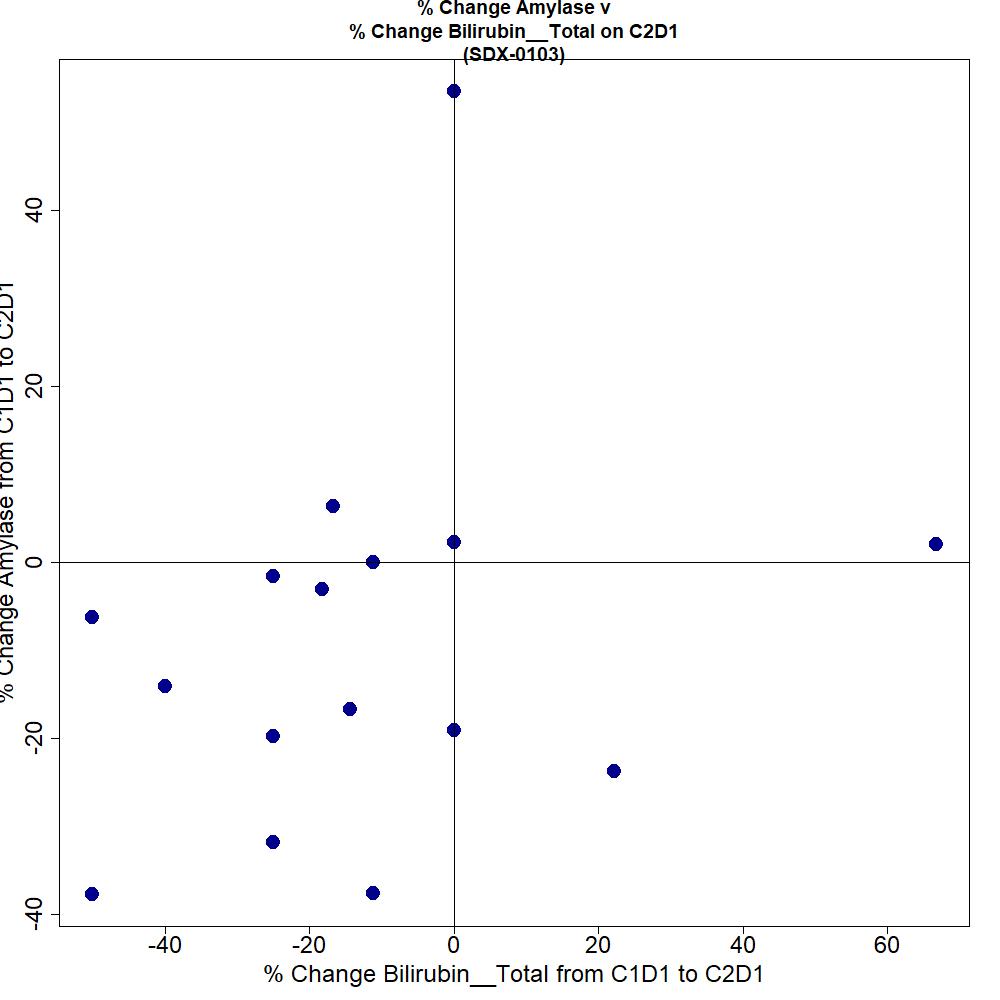 % Change Amylase v
% Change Bilirubin__Total on C2D1
(SDX-0103)
% Change Amylase from C1D1 to C2D1
40
20
0
-20
-40
-40
-20
0
20
40
60
% Change Bilirubin__Total from C1D1 to C2D1